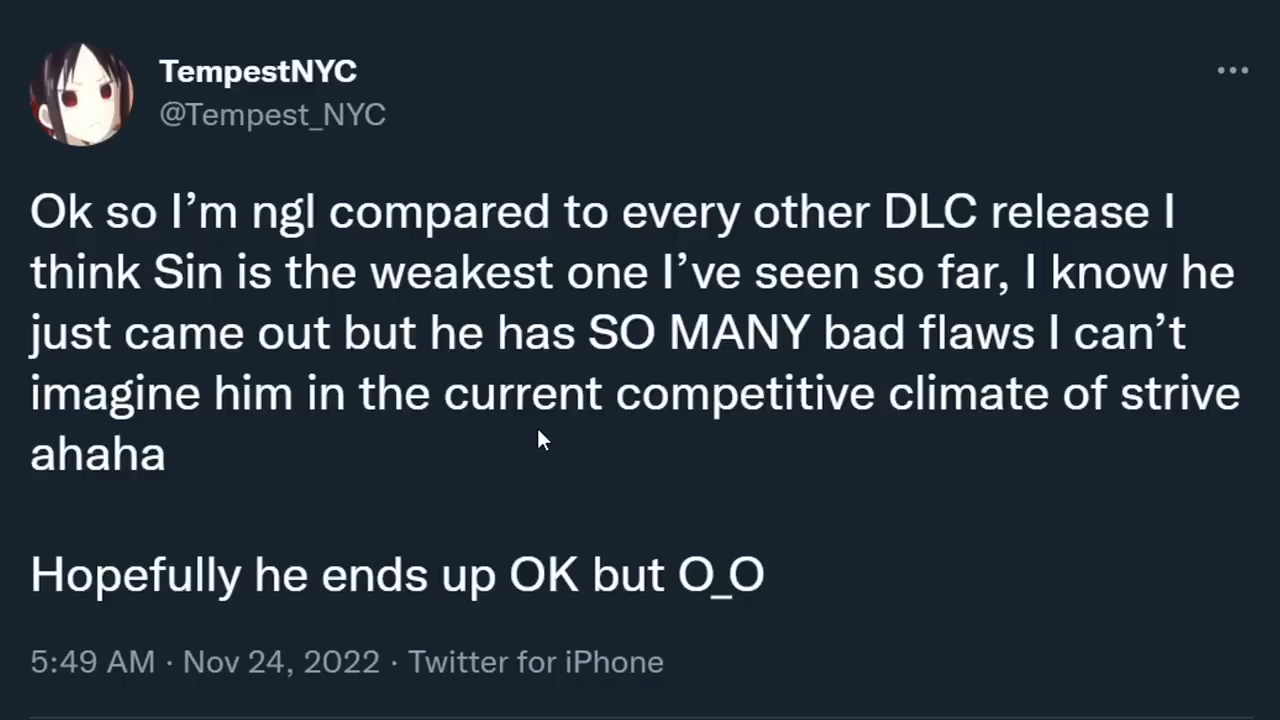 TempestNYC
@Tempest_NYC
Ok so I’m ngl compared to every other DLC release I
think Sin is the weakest one I’ve seen so far, I know he
just came out but he has SO MANY bad flaws I can’t
imagine him in the current competitive climate of strive
ahaha
Hopefully he ends up OK but O_O
5:49 AM · Nov 24, 2022 · Twitter for iPhone